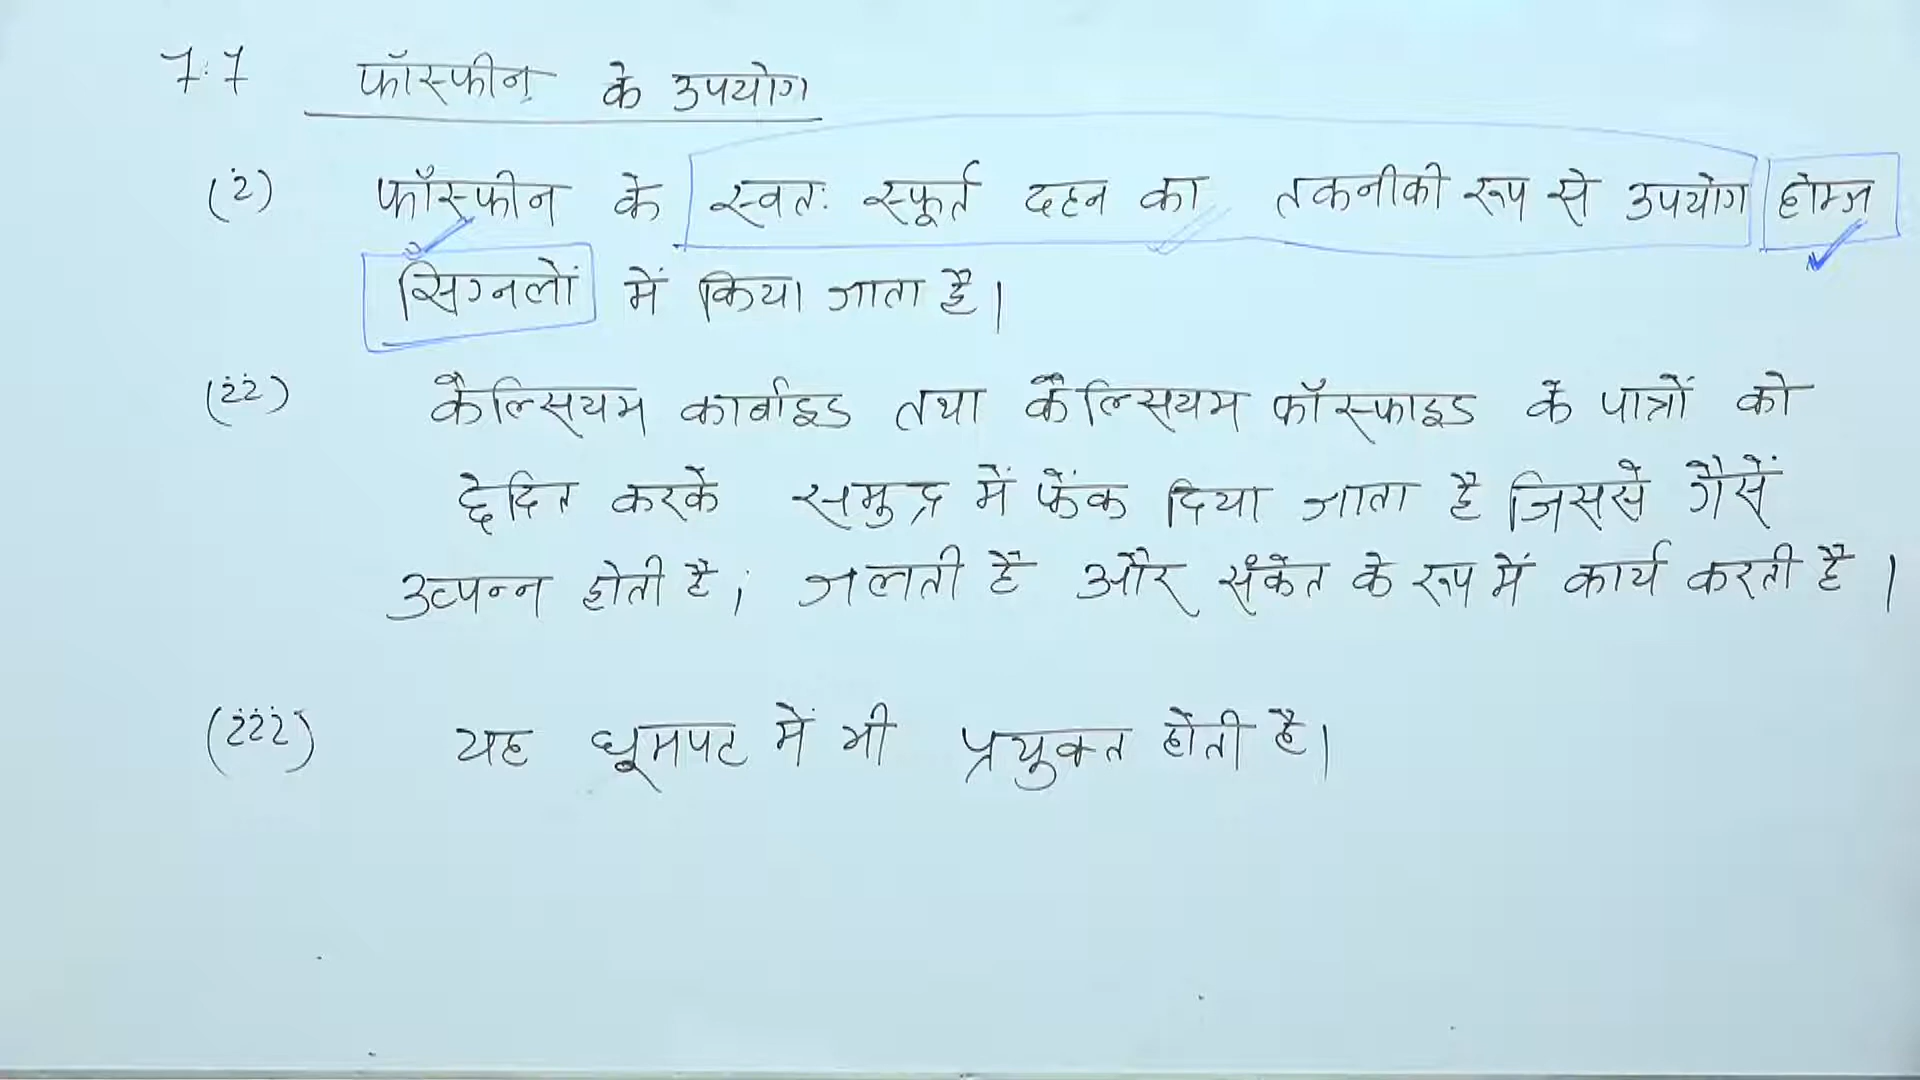 7.7 फॉस्फीन के उपयोग
(i) फॉस्फीन के स्वतः स्फूर्त दहन का तकनीकी रूप से उपयोग होम्ज
सिग्नलों में किया जाता है।
(ii) कैल्सियम कार्बाइड तथा कैल्सियम फॉस्फाइड के पात्रों को
छेदित करके समुद्र में फेंक दिया जाता है जिससे गैसें
उत्पन्न होती है, जलती हैं और संकेत के रूप में कार्य करती है ।
(iii) यह धूमपट में भी प्रयुक्त होती है।